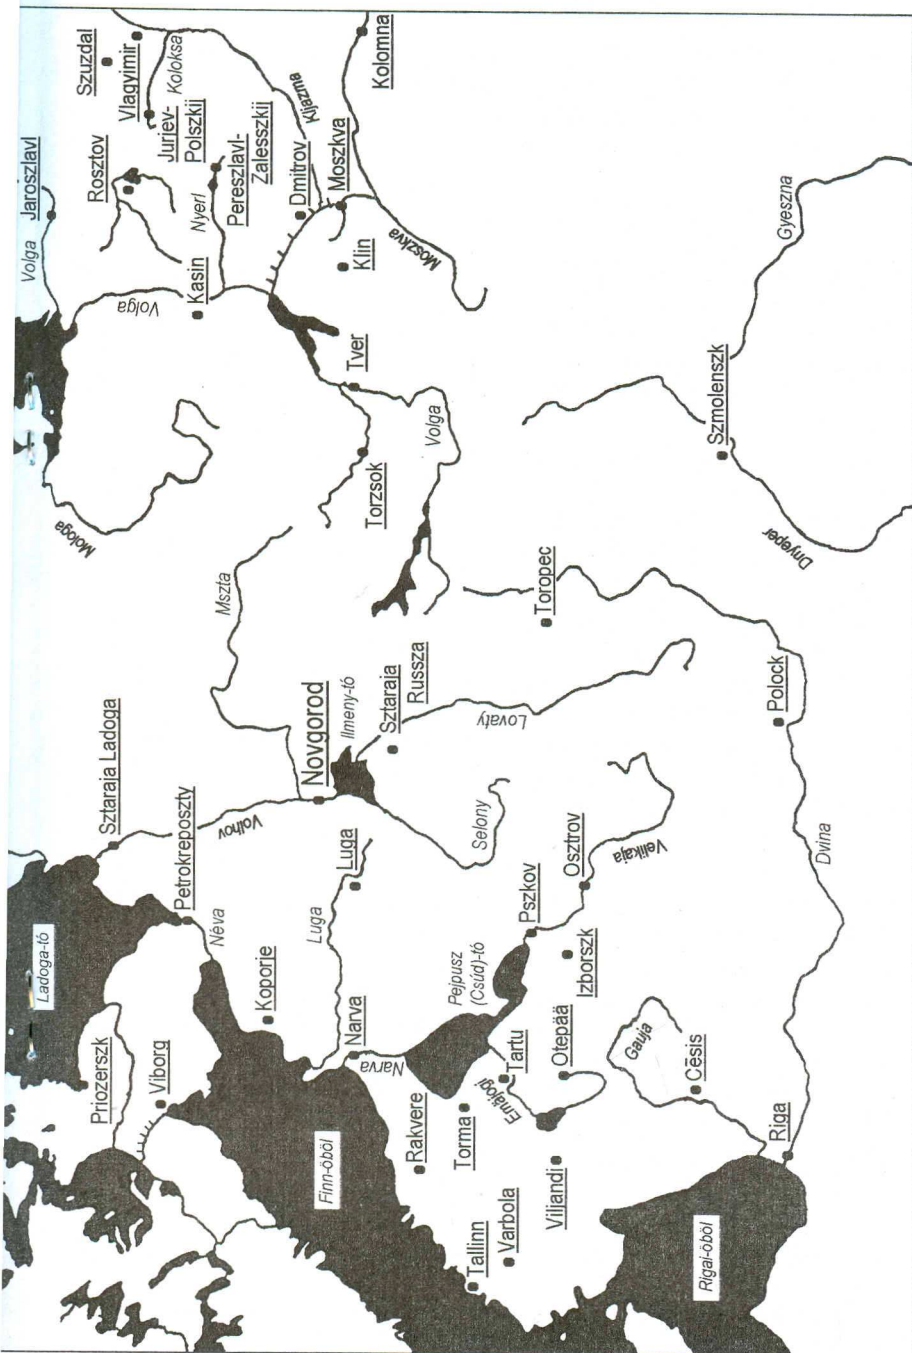 Ladoga-tó
Priozerszk
Viborg
Finn-öböl
Tallinn
Varbola
Rakvere
Torma
Viljandi
Rigai-öböl
Riga
Cēsis
Gauja
Otepää
Emäjogi
Tartu
Narva
Narva
Pejpusz
(Csúd)-tó
Izborszk
Pszkov
Osztrov
Velikaja
Koporje
Luga
Luga
Néva
Petrokreposzty
Sztaraja Ladoga
Volhov
Novgorod
Ilmeny-tó
Sztaraja
Russza
Selony
Lovaty
Mszta
Dvina
Polock
Toropec
Szmolenszk
Dnyeper
Gyeszna
Mologa
Torzsok
Volga
Tver
Volga
Kasin
Volga
Jaroszlavl
Rosztov
Nyerl
Pereszlavl-
Zalesszkij
Jurjev-
Polszkij
Koloksa
Vlagyimir
Szuzdal
Kljazma
Dmitrov
Moszkva
Klin
Moszkva
Kolomna